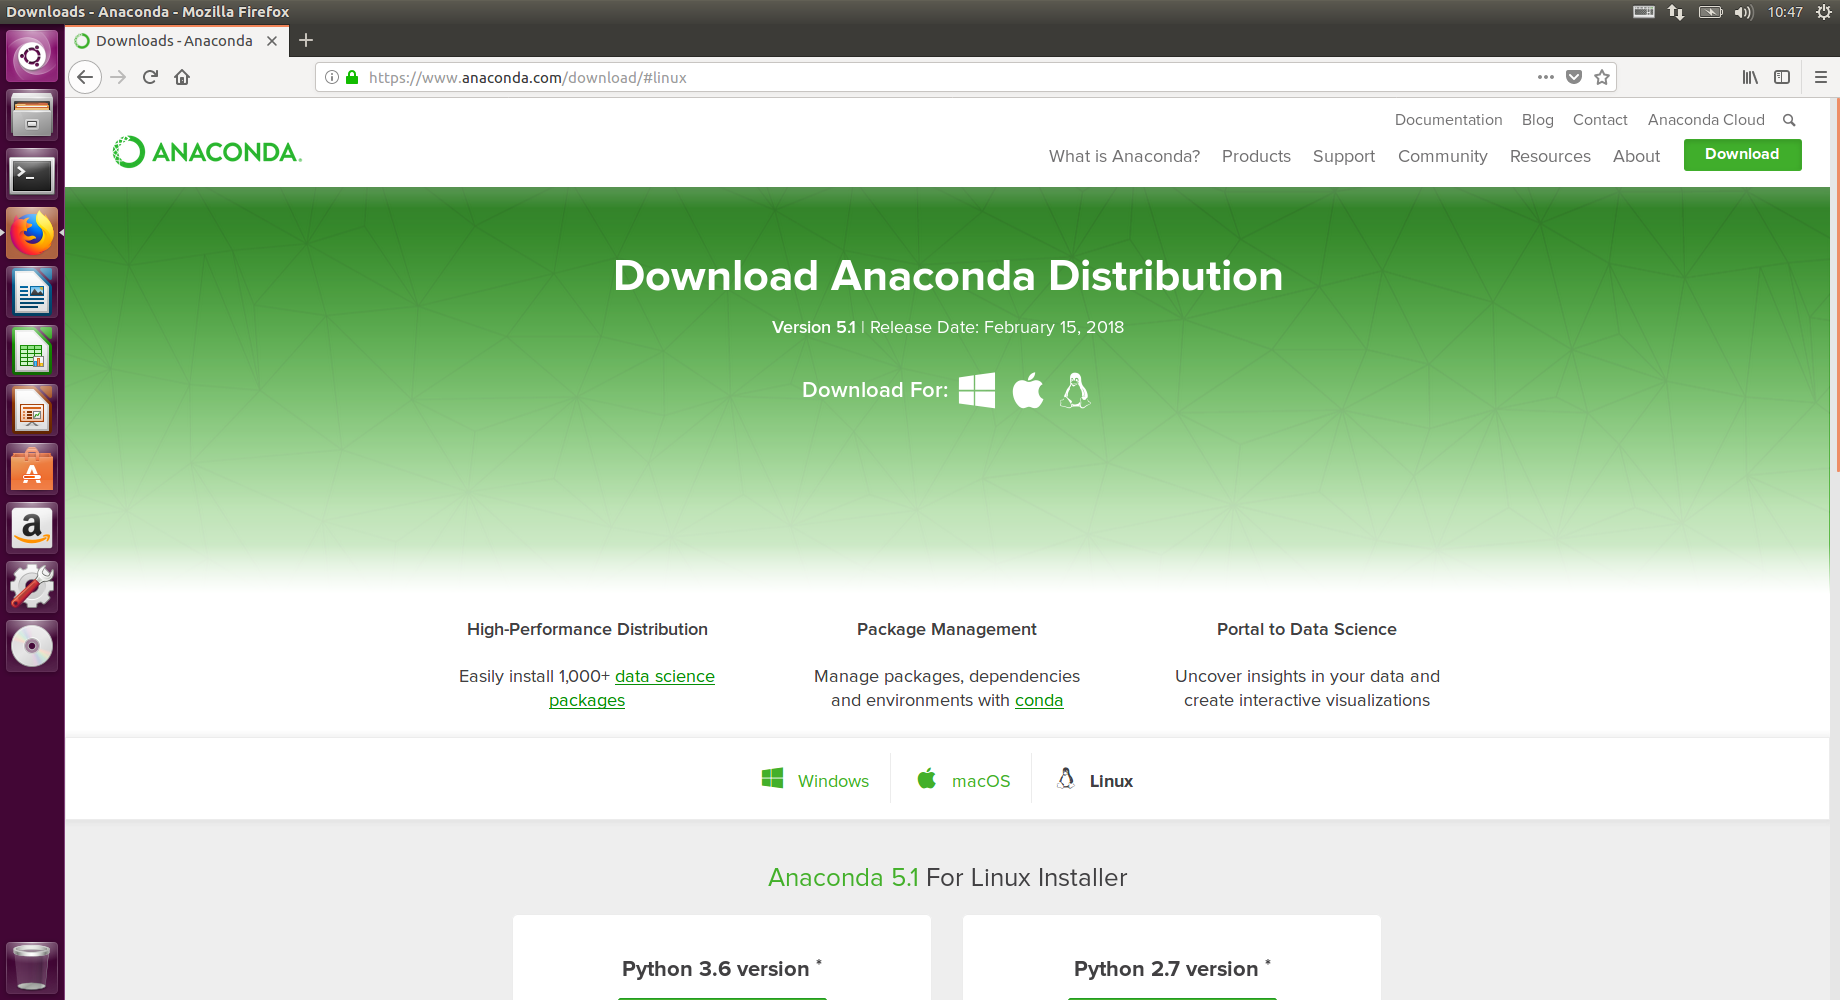 Downloads - Anaconda - Mozilla Firefox
10:47
Downloads - Anaconda
https://www.anaconda.com/download/#linux
Documentation Blog Contact Anaconda Cloud
ANACONDA.
What is Anaconda? Products Support Community Resources About Download
Download Anaconda Distribution
Version 5.1 | Release Date: February 15, 2018
Download For:
High-Performance Distribution
Easily install 1,000+ data science
packages
Package Management
Manage packages, dependencies
and environments with conda
Portal to Data Science
Uncover insights in your data and
create interactive visualizations
Windows macOS Linux
Anaconda 5.1 For Linux Installer
Python 3.6 version *
Python 2.7 version *